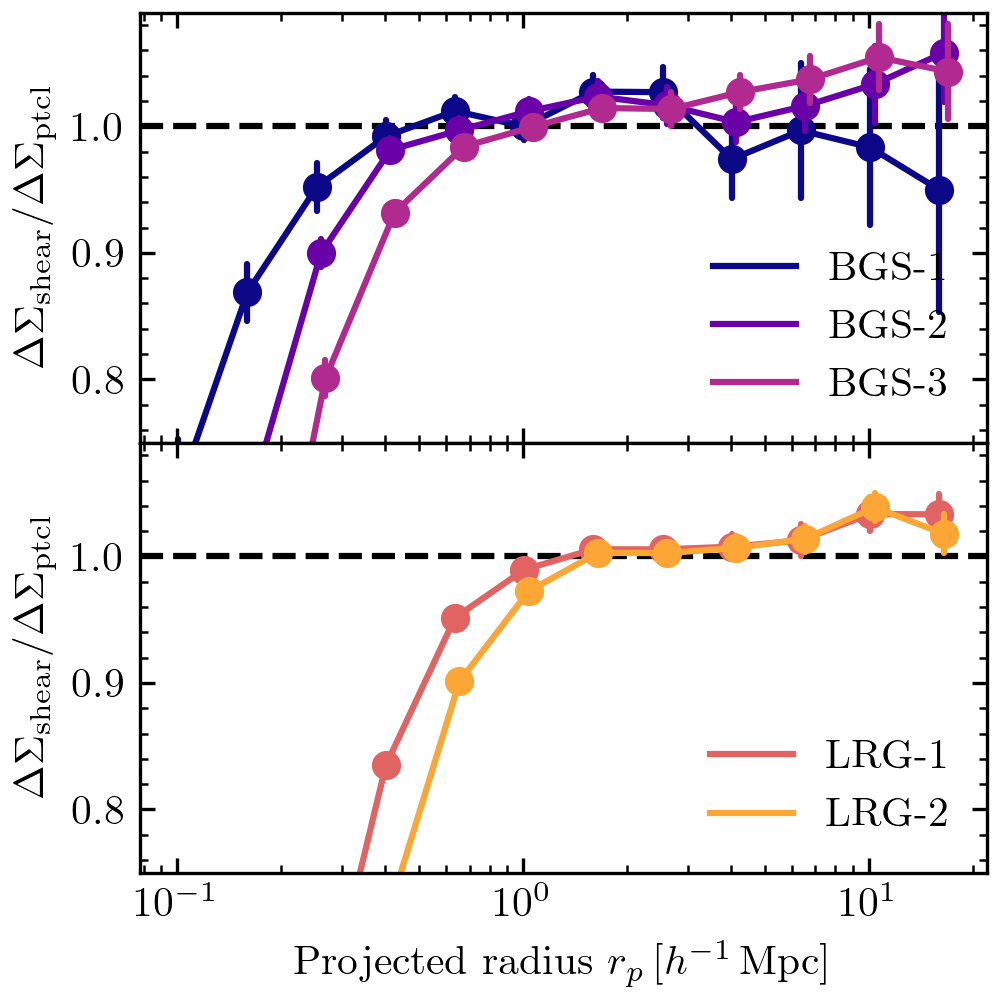 ΔΣshear/ΔΣptcl
1.0
0.9
0.8
BGS-1
BGS-2
BGS-3
ΔΣshear/ΔΣptcl
1.0
0.9
0.8
LRG-1
LRG-2
10⁻¹ 10⁰ 10¹
Projected radius rₚ [h⁻¹ Mpc]